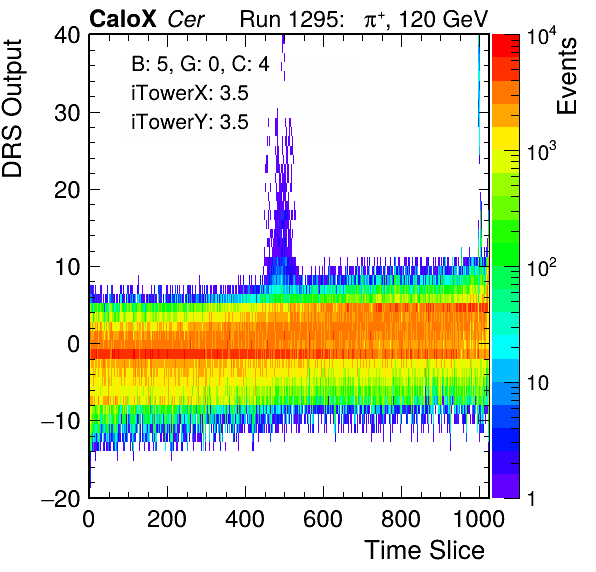 CaloX Cer Run 1295: π⁺, 120 GeV
B: 5, G: 0, C: 4
iTowerX: 3.5
iTowerY: 3.5
DRS Output
40
30
20
10
0
−10
−20
0 200 400 600 800 1000
Time Slice
Events
10⁴
10³
10²
10
1